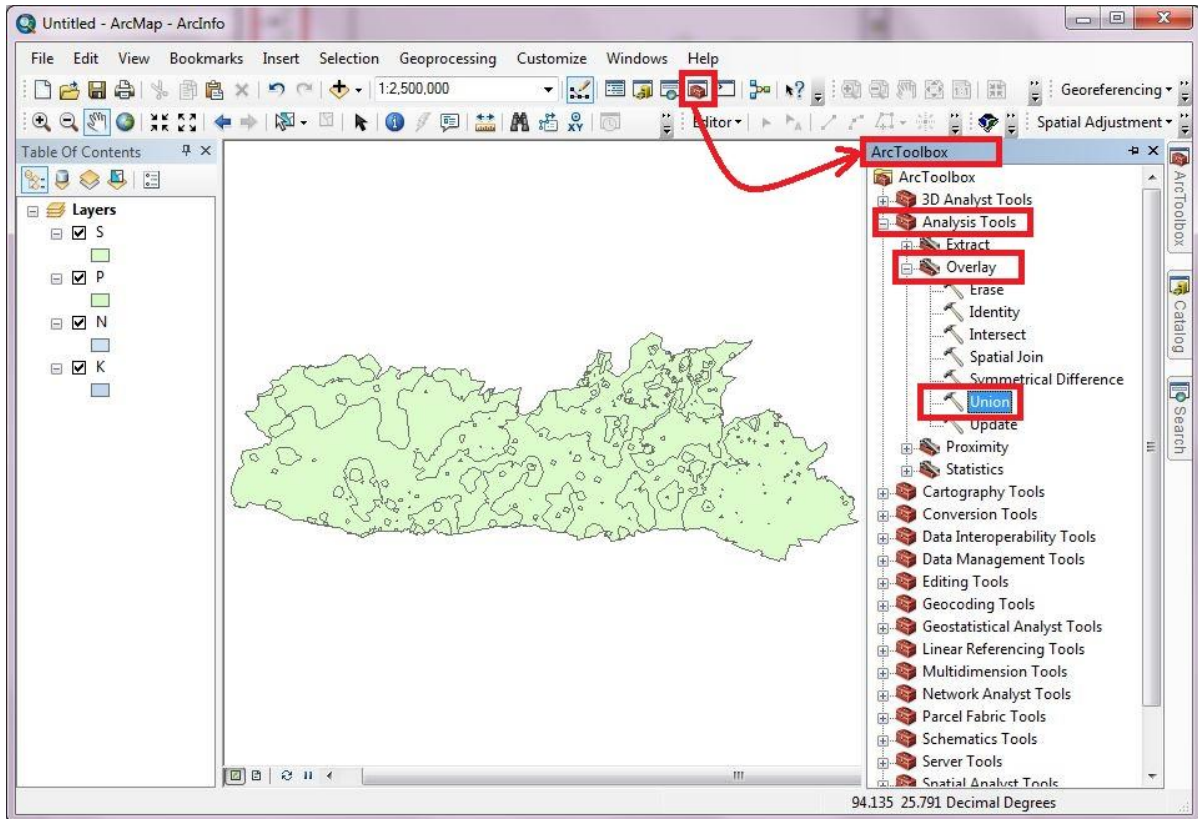 Untitled - ArcMap - ArcInfo
File Edit View Bookmarks Insert Selection Geoprocessing Customize Windows Help
1:2,500,000
Georeferencing
Editor
Spatial Adjustment
Table Of Contents
Layers
S
P
N
K
ArcToolbox
ArcToolbox
3D Analyst Tools
Analysis Tools
Extract
Overlay
Erase
Identity
Intersect
Spatial Join
Symmetrical Difference
Union
Update
Proximity
Statistics
Cartography Tools
Conversion Tools
Data Interoperability Tools
Data Management Tools
Editing Tools
Geocoding Tools
Geostatistical Analyst Tools
Linear Referencing Tools
Multidimension Tools
Network Analyst Tools
Parcel Fabric Tools
Schematics Tools
Server Tools
Spatial Analyst Tools
ArcToolbox
Catalog
Search
94.135 25.791 Decimal Degrees